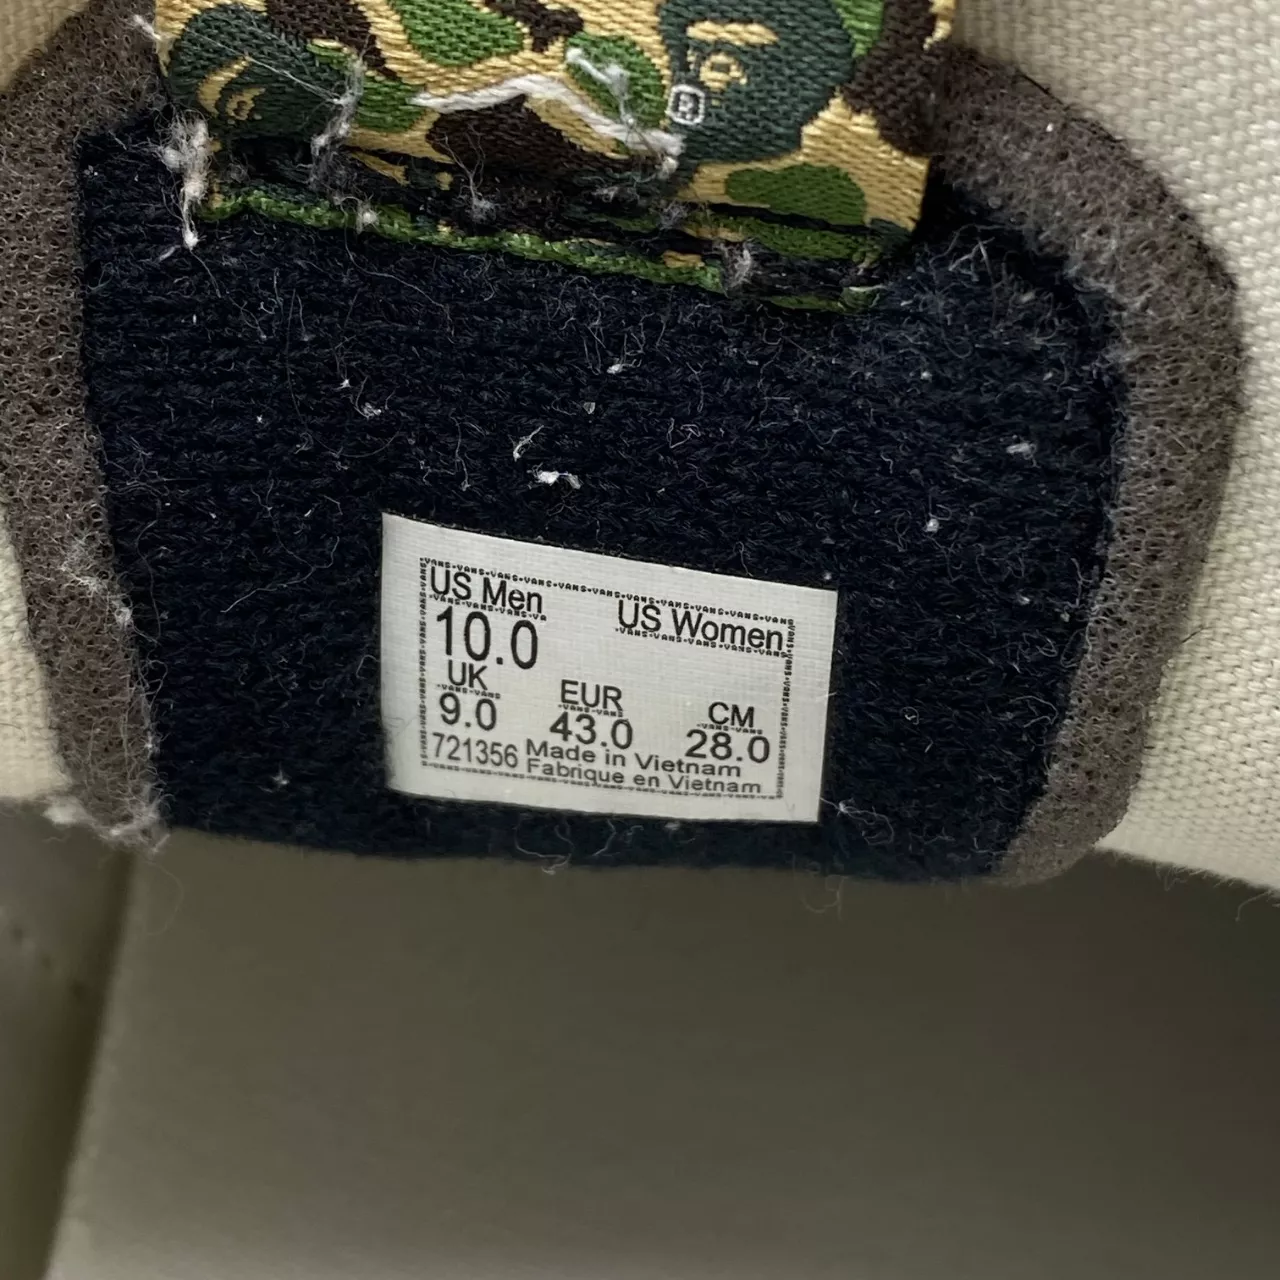 US Men US Women
10.0
UK EUR CM
9.0 43.0 28.0
721356 Made in Vietnam
Fabrique en Vietnam